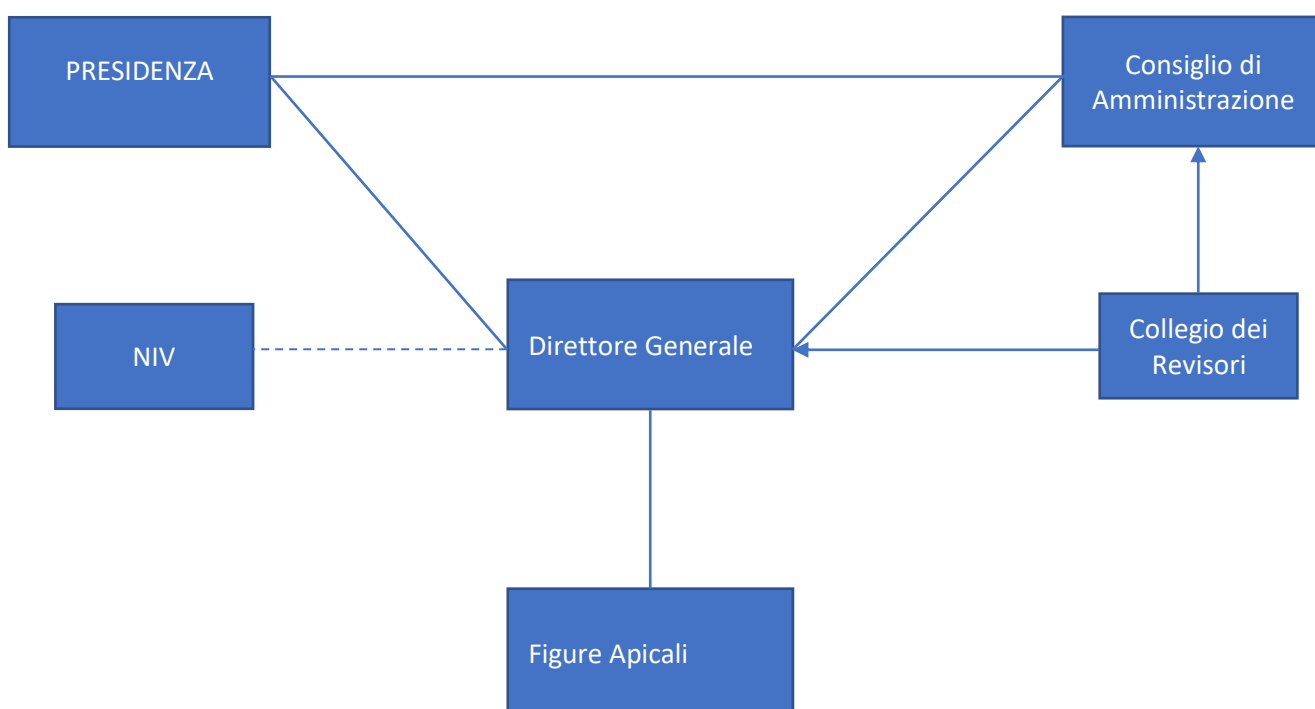 PRESIDENZA
Consiglio di
Amministrazione
NIV
Direttore Generale
Collegio dei
Revisori
Figure Apicali